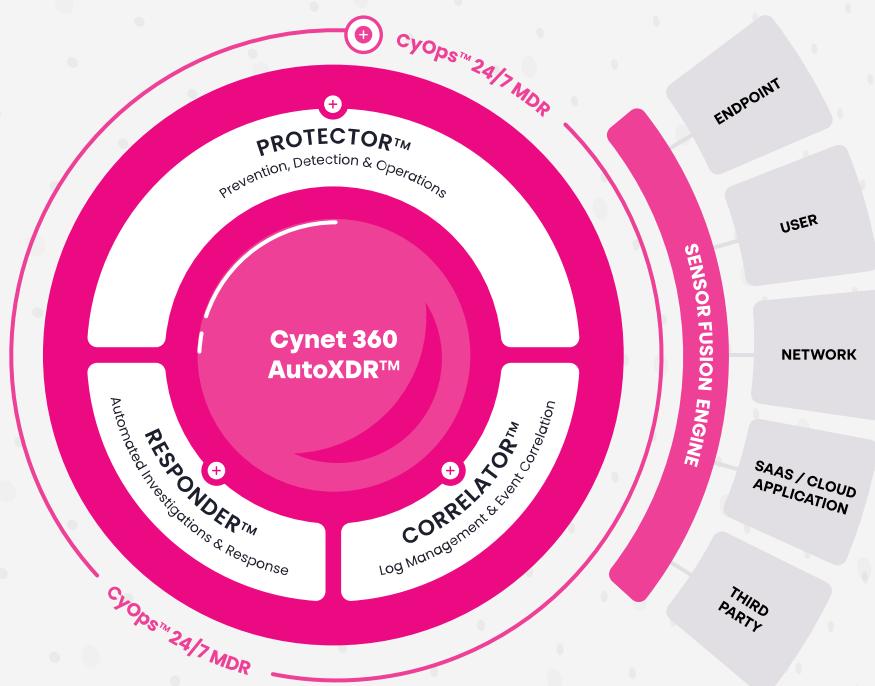 CyOps™ 24/7 MDR
PROTECTOR™
Prevention, Detection & Operations
Cynet 360
AutoXDR™
RESPONDER™
Automated Investigations & Response
CORRELATOR™
Log Management & Event Correlation
CyOps™ 24/7 MDR
SENSOR FUSION ENGINE
ENDPOINT
USER
NETWORK
SAAS / CLOUD
APPLICATION
THIRD
PARTY